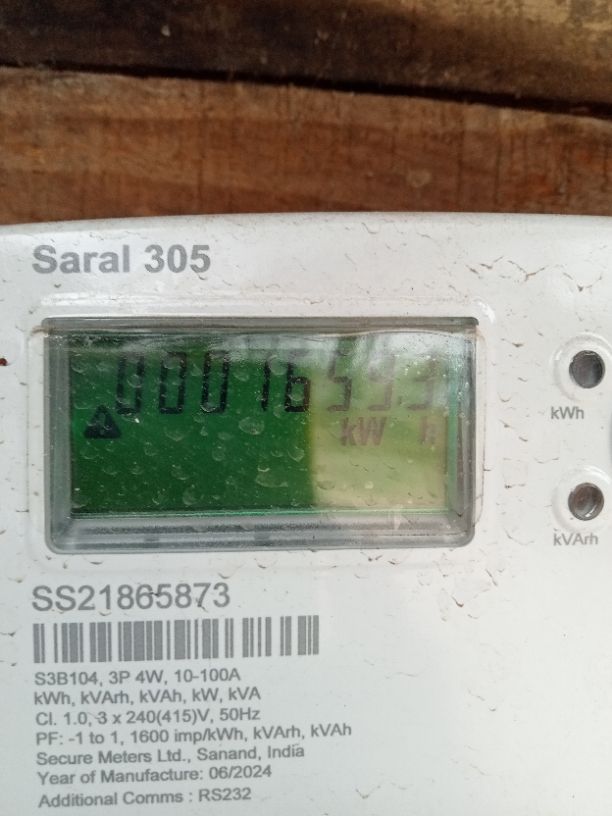 Saral 305
00076593.3
kW h
kWh
kVArh
SS21865873
S3B104, 3P 4W, 10-100A
kWh, kVArh, kVAh, kW, kVA
Cl. 1.0, 3 x 240(415)V, 50Hz
PF: -1 to 1, 1600 imp/kWh, kVArh, kVAh
Secure Meters Ltd., Sanand, India
Year of Manufacture: 06/2024
Additional Comms : RS232